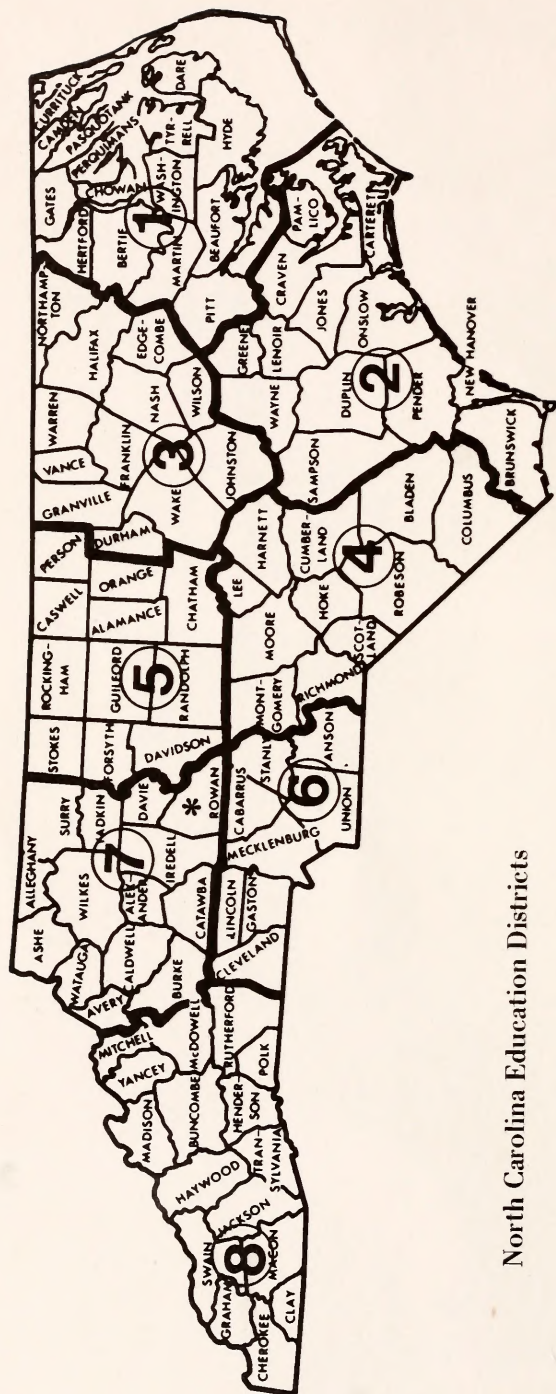 ALLEGHANY
ASHE
SURRY
STOKES
ROCKING-
HAM
CASWELL
PERSON
GRANVILLE
VANCE
WARREN
NORTHAMP-
TON
GATES
HERTFORD
CURRITUCK
CAMDEN
PASQUOTANK
PERQUIMANS
CHOWAN
BERTIE
HALIFAX
FRANKLIN
DURHAM
ORANGE
ALAMANCE
GUILFORD
FORSYTH
YADKIN
WILKES
WATAUGA
AVERY
MITCHELL
YANCEY
MADISON
CALDWELL
ALEX-
ANDER
7
IREDELL
DAVIE
DAVIDSON
5
RANDOLPH
CHATHAM
WAKE
3
NASH
EDGE-
COMBE
MARTIN
1
WASH-
INGTON
TYR-
RELL
DARE
HYDE
BEAUFORT
PITT
WILSON
JOHNSTON
GREENE
WAYNE
LENOIR
CRAVEN
PAM-
LICO
JONES
CARTERET
ONSLOW
DUPLIN
2
PENDER
NEW HANOVER
BRUNSWICK
SAMPSON
HARNETT
LEE
MOORE
CUMBER-
LAND
HOKE
4
BLADEN
COLUMBUS
ROBESON
SCOT-
LAND
RICHMOND
MONT-
GOMERY
STANLY
ANSON
6
UNION
CABARRUS
MECKLENBURG
*
ROWAN
CATAWBA
LINCOLN
GASTON
CLEVELAND
BURKE
McDOWELL
RUTHERFORD
POLK
BUNCOMBE
HENDER-
SON
HAYWOOD
TRAN-
SYLVANIA
JACKSON
SWAIN
8
MACON
GRAHAM
CHEROKEE
CLAY
North Carolina Education Districts